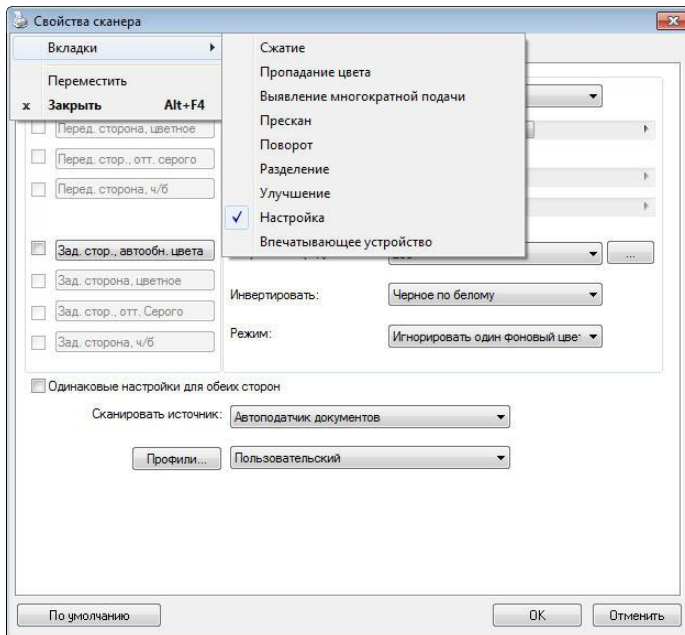 Свойства сканера
Вкладки
Переместить
x Закрыть Alt+F4
Сжатие
Пропадание цвета
Выявление многократной подачи
Прескан
Поворот
Разделение
Улучшение
Настройка
Впечатывающее устройство
Перед. сторона, цветное
Перед. стор., отт. серого
Перед. сторона, ч/б
Зад. стор., автообн. цвета
...
Зад. сторона, цветное
Инвертировать: Черное по белому
Зад. стор., отт. Серого
Режим: Игнорировать один фоновый цвет
Зад. сторона, ч/б
Одинаковые настройки для обеих сторон
Сканировать источник: Автоподатчик документов
Профили... Пользовательский
По умолчанию OK Отменить